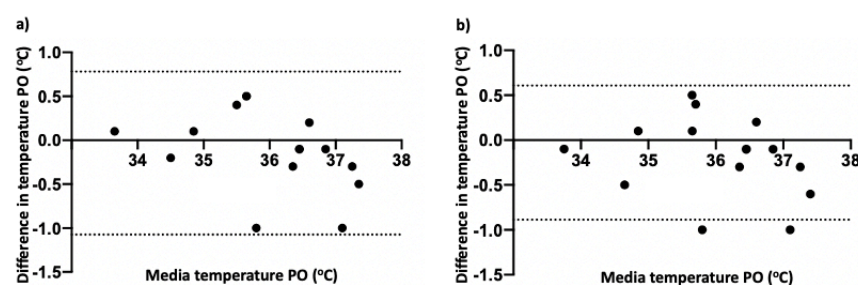 a)
Difference in temperature PO (ºC)
1.0
0.5
0.0
-0.5
-1.0
-1.5
34 35 36 37 38
Media temperature PO (ºC)
b)
Difference in temperature PO (ºC)
1.0
0.5
0.0
-0.5
-1.0
-1.5
34 35 36 37 38
Media temperature PO (ºC)